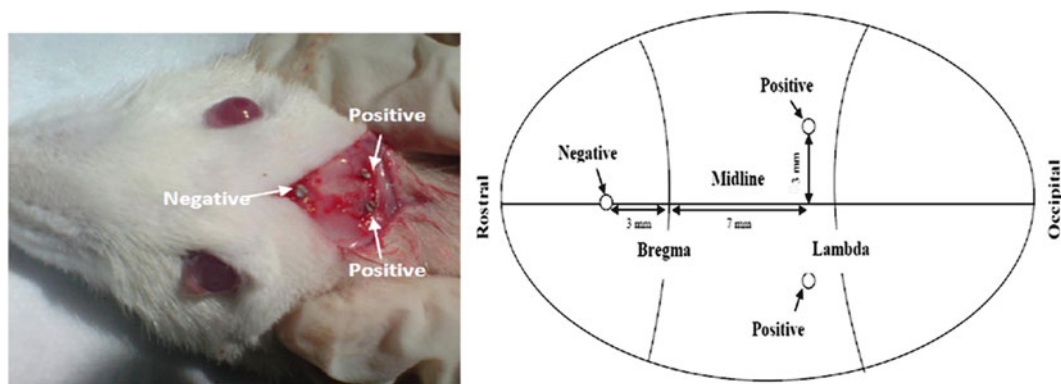 Positive
Negative
Positive
Positive
Negative
Midline
3 mm
3 mm
7 mm
Rostral
Occipital
Bregma
Lambda
Positive